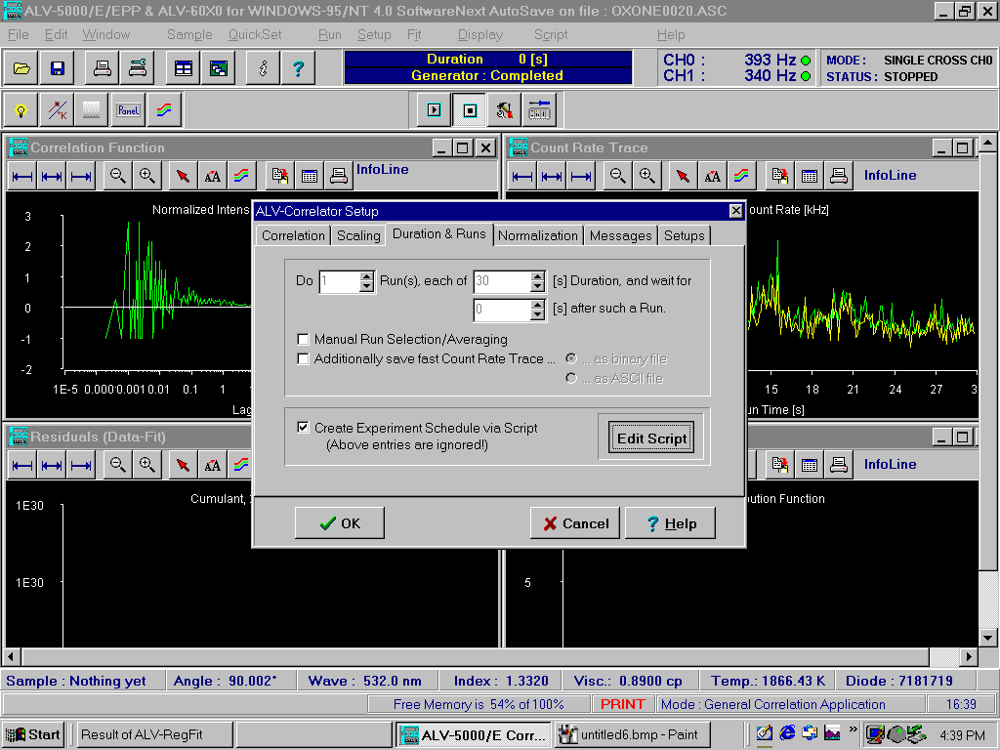 ALV-5000/E/EPP & ALV-60X0 for WINDOWS-95/NT 4.0 SoftwareNext AutoSave on file : OXONE0020.ASC
File Edit Window Sample QuickSet Run Setup Fit Display Script Help
Duration 0 [s]
Generator : Completed
CH0 : 393 Hz
CH1 : 340 Hz
MODE : SINGLE CROSS CH0
STATUS : STOPPED
Panel
Correlation Function
InfoLine
Normalized Intens
3
2
1
0
-1
-2
1E-5 0.0001 0.001 0.01 0.1 1
Lag
Count Rate Trace
InfoLine
ount Rate [kHz]
15 18 21 24 27 3
un Time [s]
ALV-Correlator Setup
Correlation Scaling Duration & Runs Normalization Messages Setups
Do 1 Run(s), each of 30 [s] Duration, and wait for
0 [s] after such a Run.
Manual Run Selection/Averaging
Additionally save fast Count Rate Trace ... ... as binary file
... as ASCII file
Create Experiment Schedule via Script
(Above entries are ignored!)
Edit Script
OK Cancel Help
Residuals (Data-Fit)
Cumulant,
1E30
1E30
InfoLine
ution Function
5
Sample : Nothing yet Angle : 90.002° Wave : 532.0 nm Index : 1.3320 Visc.: 0.8900 cp Temp.: 1866.43 K Diode : 7181719
Free Memory is 54% of 100% PRINT Mode : General Correlation Application 16:39
Start Result of ALV-RegFit ALV-5000/E Corr... untitled6.bmp - Paint 4:39 PM